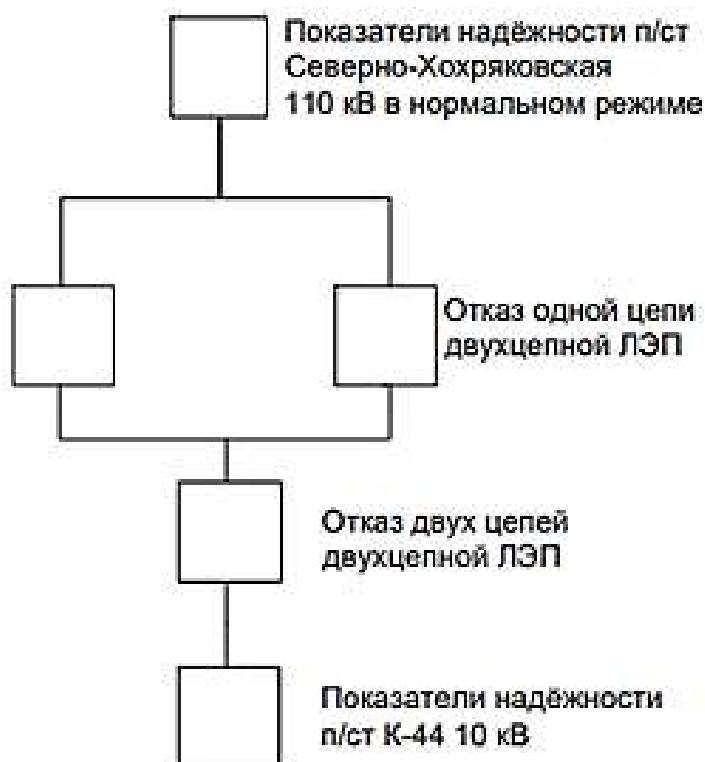 Показатели надёжности п/ст
Северно-Хохряковская
110 кВ в нормальном режиме
Отказ одной цепи
двухцепной ЛЭП
Отказ двух цепей
двухцепной ЛЭП
Показатели надёжности
п/ст К-44 10 кВ